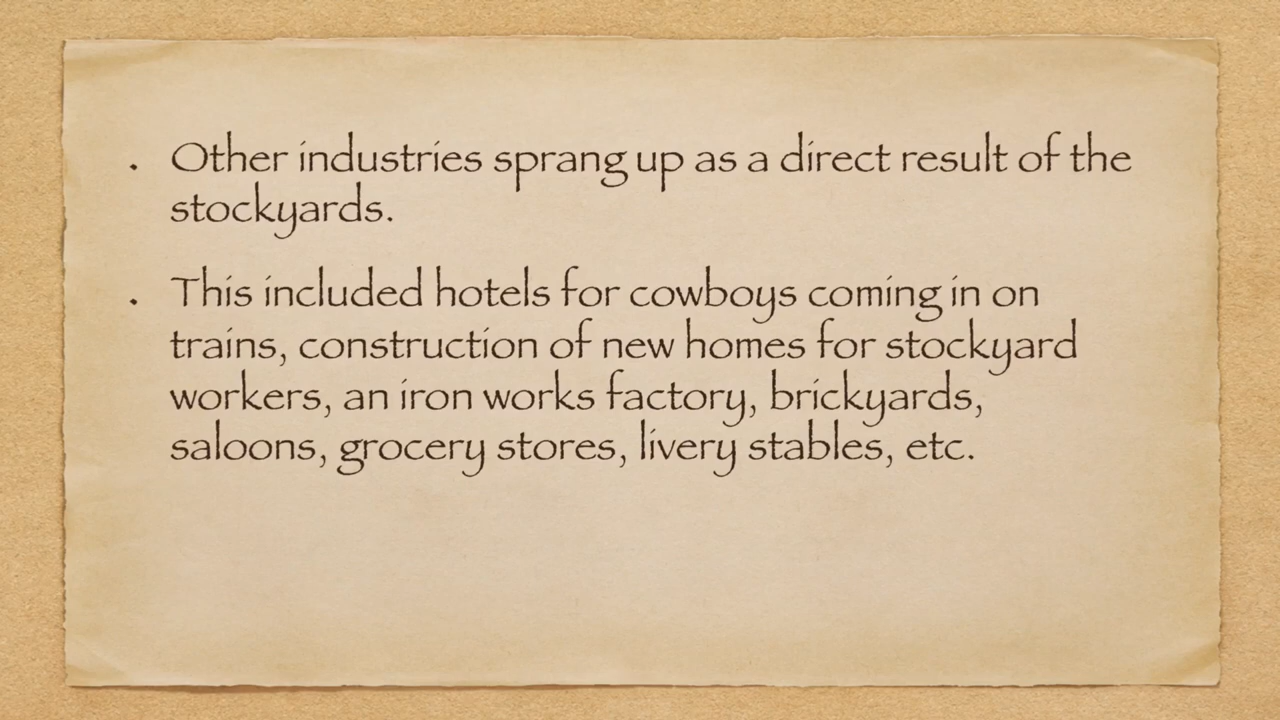 • Other industries sprang up as a direct result of the
stockyards.
• This included hotels for cowboys coming in on
trains, construction of new homes for stockyard
workers, an iron works factory, brickyards,
saloons, grocery stores, livery stables, etc.